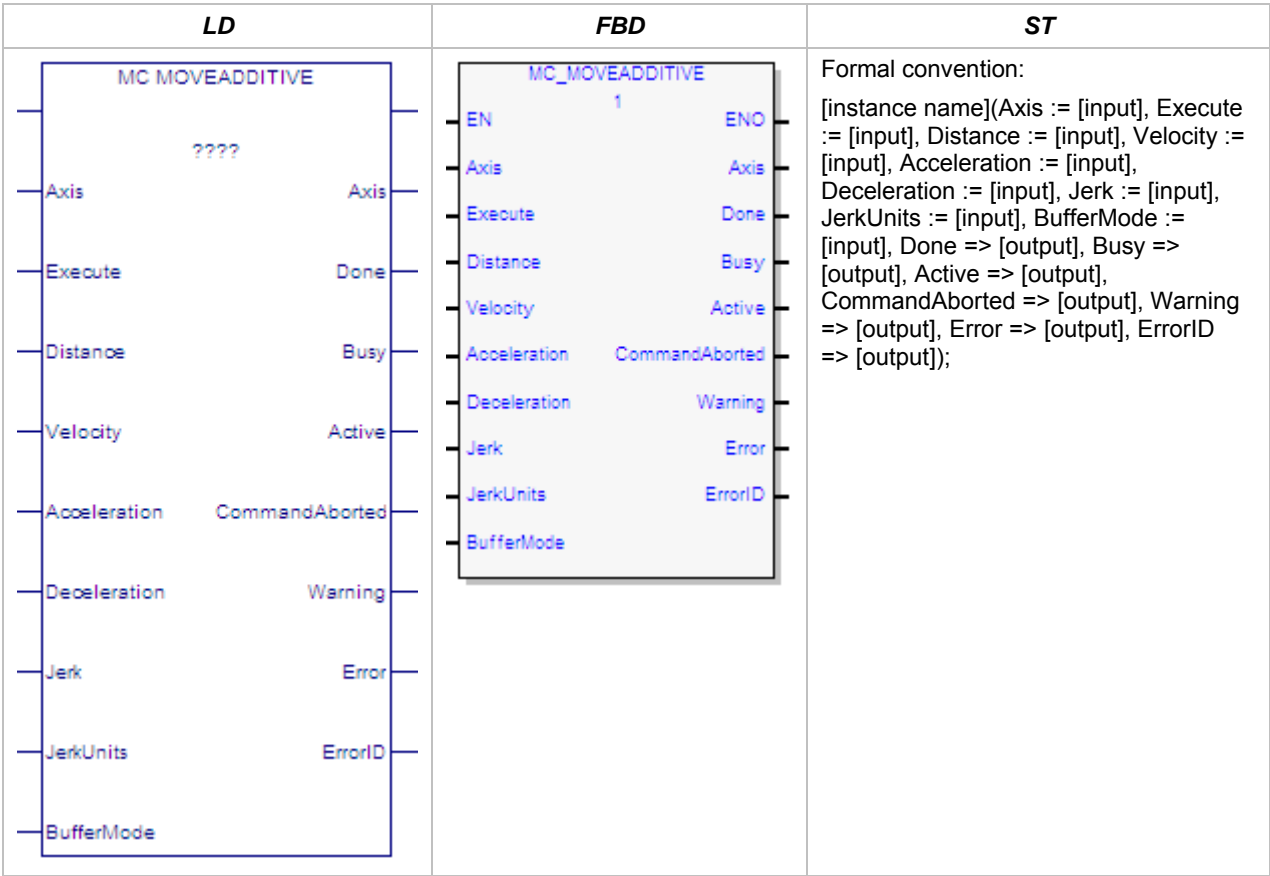 LD FBD ST
MC MOVEADDITIVE
????
Axis Axis
Execute Done
Distance Busy
Velocity Active
Acceleration CommandAborted
Deceleration Warning
Jerk Error
JerkUnits ErrorID
BufferMode
MC_MOVEADDITIVE
1
EN ENO
Axis Axis
Execute Done
Distance Busy
Velocity Active
Acceleration CommandAborted
Deceleration Warning
Jerk Error
JerkUnits ErrorID
BufferMode
Formal convention:
[instance name](Axis := [input], Execute
:= [input], Distance := [input], Velocity :=
[input], Acceleration := [input],
Deceleration := [input], Jerk := [input],
JerkUnits := [input], BufferMode :=
[input], Done => [output], Busy =>
[output], Active => [output],
CommandAborted => [output], Warning
=> [output], Error => [output], ErrorID
=> [output]);